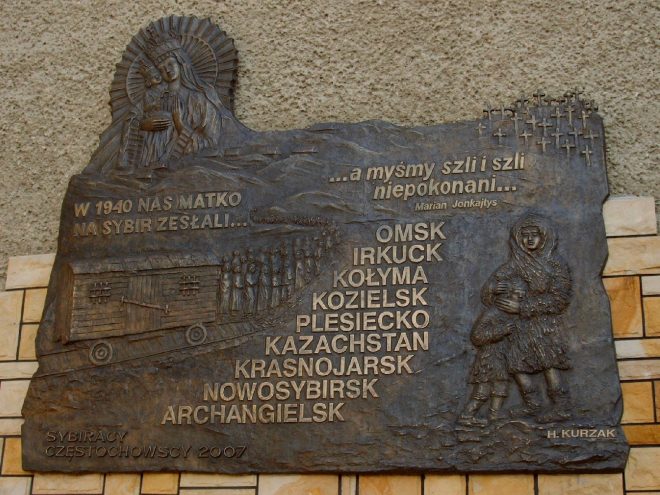 W 1940 NAS MATKO
NA SYBIR ZESŁALI...
...a myśmy szli i szli
niepokonani...
Marian Jonkajtys
OMSK
IRKUCK
KOŁYMA
KOZIELSK
PLESIECKO
KAZACHSTAN
KRASNOJARSK
NOWOSYBIRSK
ARCHANGIELSK
SYBIRACY
CZĘSTOCHOWSCY 2007
H. KURZAK